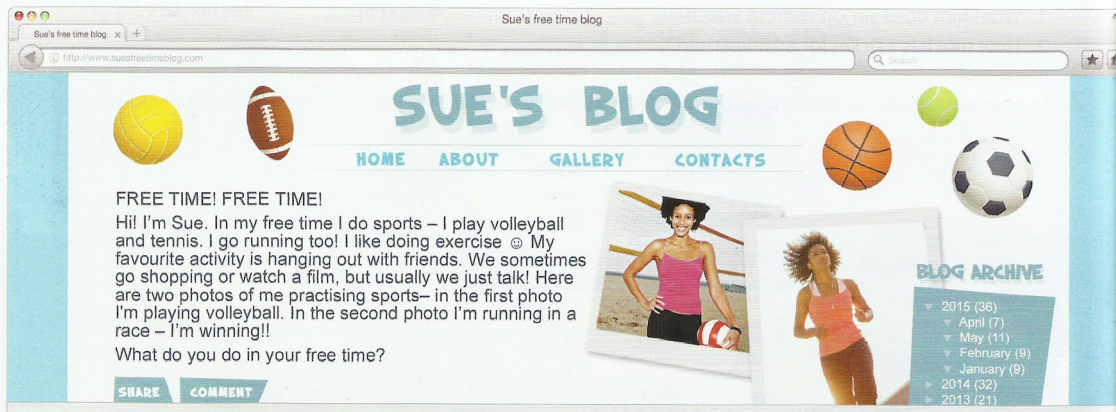 Sue's free time blog
Sue's free time blog x +
http://www.suesfreetimeblog.com
Search
SUE'S BLOG
HOME ABOUT GALLERY CONTACTS
FREE TIME! FREE TIME!
Hi! I'm Sue. In my free time I do sports – I play volleyball
and tennis. I go running too! I like doing exercise ☺ My
favourite activity is hanging out with friends. We sometimes
go shopping or watch a film, but usually we just talk! Here
are two photos of me practising sports– in the first photo
I'm playing volleyball. In the second photo I'm running in a
race – I'm winning!!
What do you do in your free time?
SHARE COMMENT
BLOG ARCHIVE
2015 (36)
April (7)
May (11)
February (9)
January (9)
2014 (32)
2013 (21)